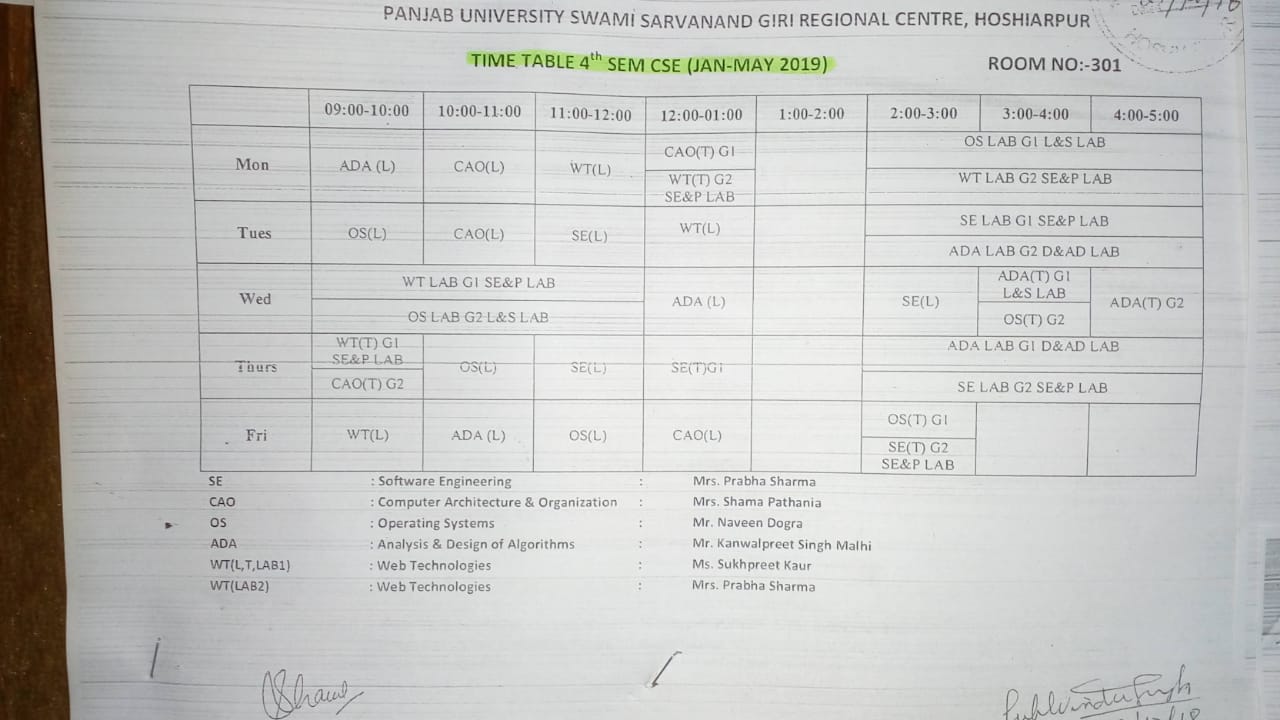 PANJAB UNIVERSITY SWAMI SARVANAND GIRI REGIONAL CENTRE, HOSHIARPUR
TIME TABLE 4th SEM CSE (JAN-MAY 2019) ROOM NO:-301
09:00-10:00 10:00-11:00 11:00-12:00 12:00-01:00 1:00-2:00 2:00-3:00 3:00-4:00 4:00-5:00
Mon ADA (L) CAO(L) WT(L) CAO(T) G1 OS LAB G1 L&S LAB
WT(T) G2 WT LAB G2 SE&P LAB
SE&P LAB
Tues OS(L) CAO(L) SE(L) WT(L) SE LAB G1 SE&P LAB
ADA LAB G2 D&AD LAB
Wed WT LAB G1 SE&P LAB ADA (L) SE(L) ADA(T) G1 ADA(T) G2
L&S LAB
OS LAB G2 L&S LAB OS(T) G2
Thurs WT(T) G1 OS(L) SE(L) SE(T)G1 ADA LAB G1 D&AD LAB
SE&P LAB
CAO(T) G2 SE LAB G2 SE&P LAB
Fri WT(L) ADA (L) OS(L) CAO(L) OS(T) G1
SE(T) G2
SE&P LAB
SE : Software Engineering : Mrs. Prabha Sharma
CAO : Computer Architecture & Organization : Mrs. Shama Pathania
OS : Operating Systems : Mr. Naveen Dogra
ADA : Analysis & Design of Algorithms : Mr. Kanwalpreet Singh Malhi
WT(L,T,LAB1) : Web Technologies : Ms. Sukhpreet Kaur
WT(LAB2) : Web Technologies : Mrs. Prabha Sharma